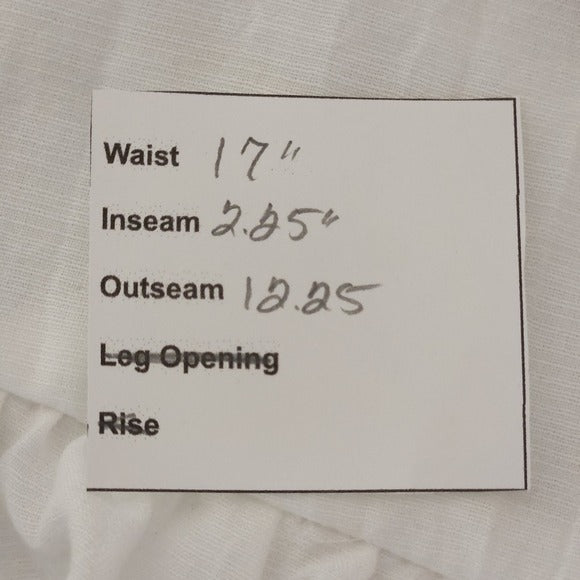 Waist 17"
Inseam 2.25"
Outseam 12.25
Leg Opening
Rise